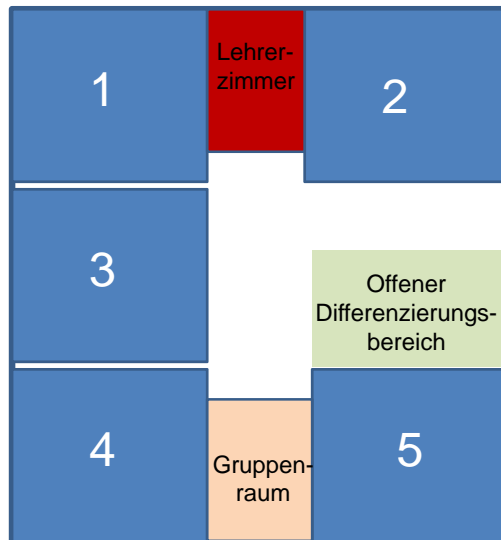 1
Lehrer-
zimmer
2
3
Offener
Differenzierungs-
bereich
4
Gruppen-
raum
5